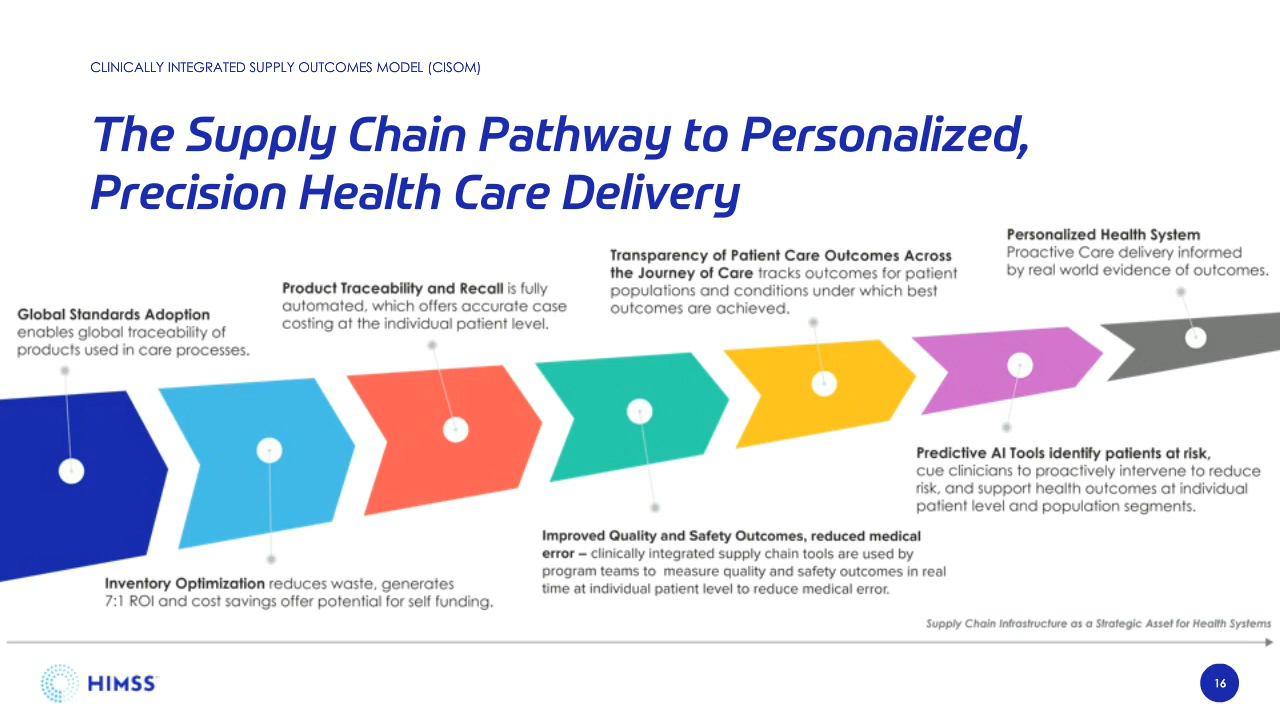 CLINICALLY INTEGRATED SUPPLY OUTCOMES MODEL (CISOM)
The Supply Chain Pathway to Personalized,
Precision Health Care Delivery
Global Standards Adoption
enables global traceability of
products used in care processes.
Inventory Optimization reduces waste, generates
7:1 ROI and cost savings offer potential for self funding.
Product Traceability and Recall is fully
automated, which offers accurate case
costing at the individual patient level.
Improved Quality and Safety Outcomes, reduced medical
error – clinically integrated supply chain tools are used by
program teams to measure quality and safety outcomes in real
time at individual patient level to reduce medical error.
Transparency of Patient Care Outcomes Across
the Journey of Care tracks outcomes for patient
populations and conditions under which best
outcomes are achieved.
Predictive AI Tools identify patients at risk,
cue clinicians to proactively intervene to reduce
risk, and support health outcomes at individual
patient level and population segments.
Personalized Health System
Proactive Care delivery informed
by real world evidence of outcomes.
Supply Chain Infrastructure as a Strategic Asset for Health Systems
HIMSS
16